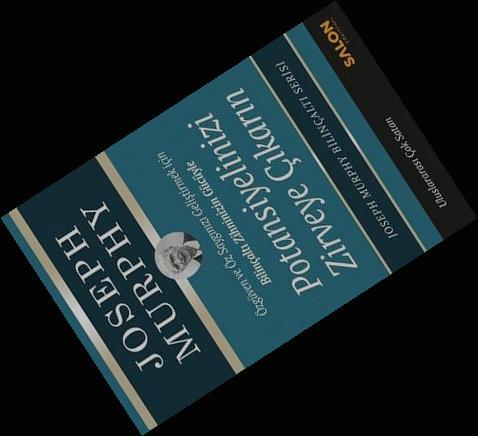 SALON
Uluslararası Çok Satan
JOSEPH MURPHY BİLİNÇALTI SERİSİ
Potansiyelinizi
Zirveye Çıkarın
Özgüven ve Öz Saygınızı Geliştirmek İçin
Bilinçaltı Zihninizin Gücüyle
JOSEPH
MURPHY